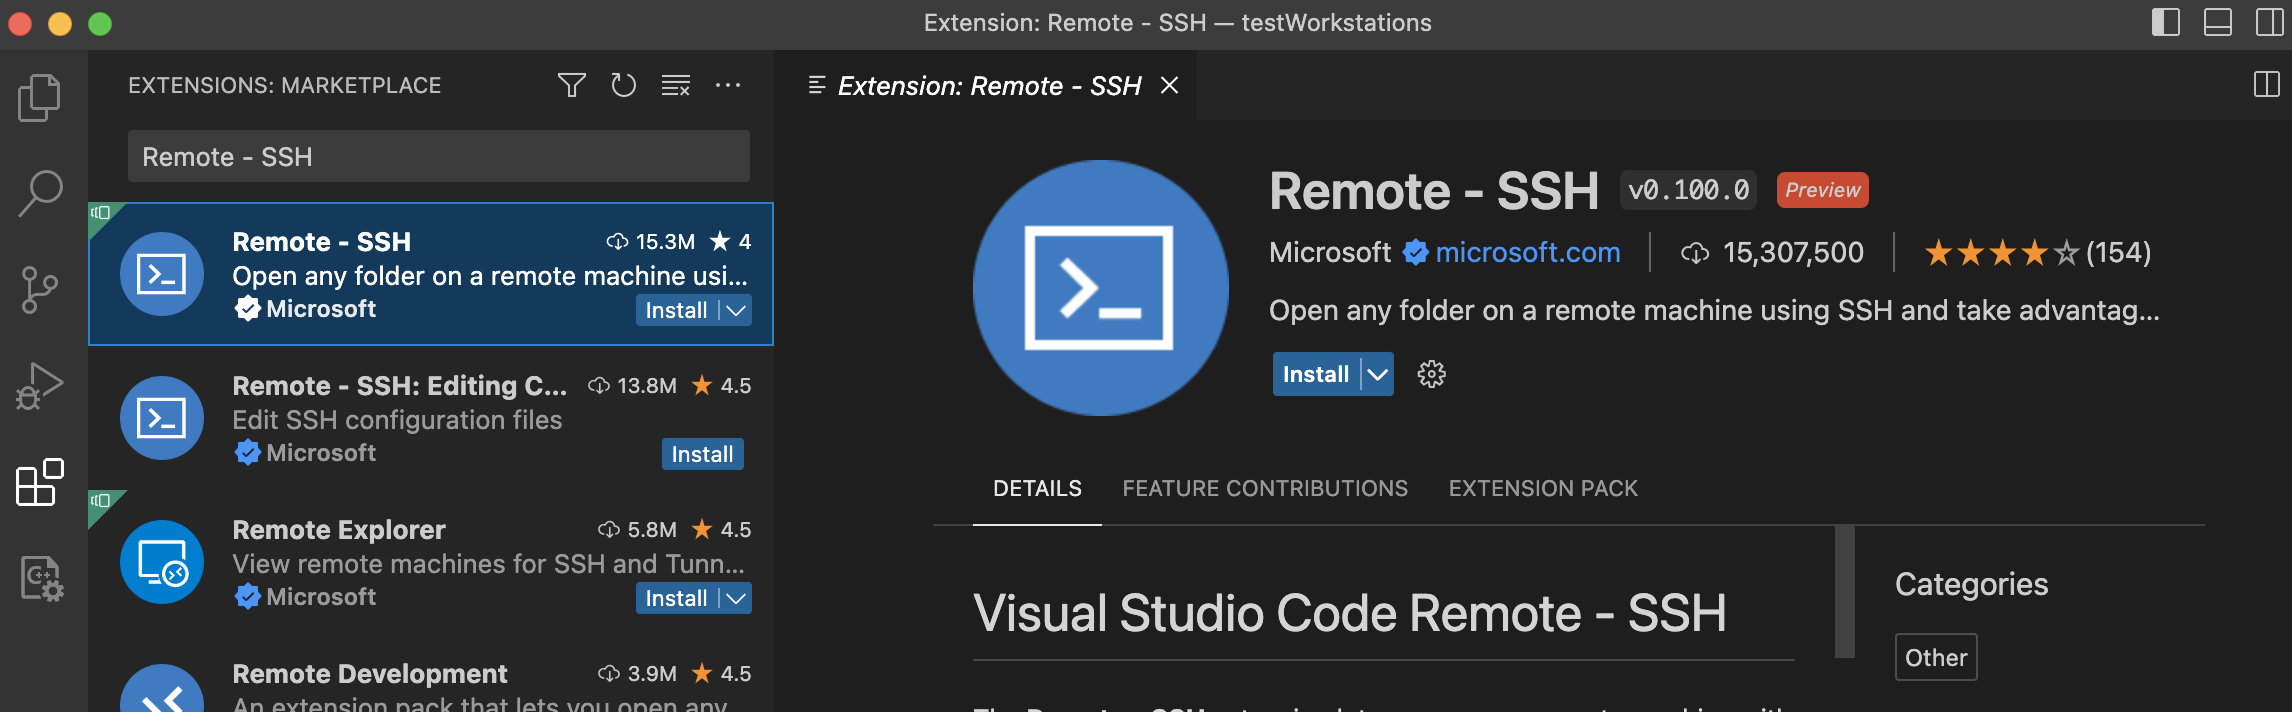 Extension: Remote - SSH — testWorkstations
EXTENSIONS: MARKETPLACE
Remote - SSH
Remote - SSH 15.3M ★ 4
Open any folder on a remote machine usi...
Microsoft Install
Remote - SSH: Editing C... 13.8M ★ 4.5
Edit SSH configuration files
Microsoft Install
Remote Explorer 5.8M ★ 4.5
View remote machines for SSH and Tunn...
Microsoft Install
Remote Development 3.9M ★ 4.5
An extension pack that lets you open any
Extension: Remote - SSH
Remote - SSH v0.100.0 Preview
Microsoft microsoft.com 15,307,500 ★★★★☆ (154)
Open any folder on a remote machine using SSH and take advantag...
Install
DETAILS FEATURE CONTRIBUTIONS EXTENSION PACK
Visual Studio Code Remote - SSH
Categories
Other
C++